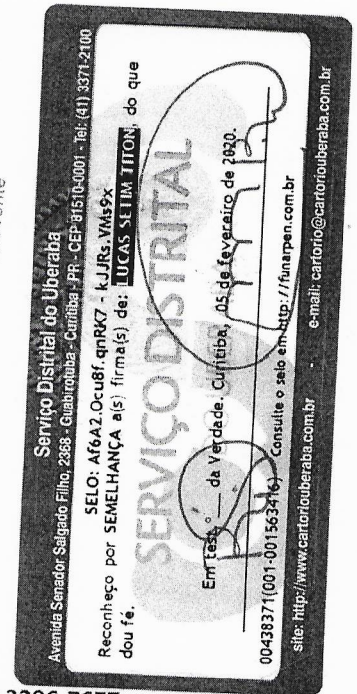 Serviço Distrital do Uberaba
Avenida Senador Salgado Filho, 2368 - Guabirotuba - Curitiba - PR - CEP 81510-0001 - Tel: (41) 3371-2100
SERVIÇO DISTRITAL
SELO: Af6A2.Ocu8f.qnRK7 - kJJRs.VMs9x
Reconheço por SEMELHANÇA a(s) firma(s) de: LUCAS SETIM TITON, do que
dou fé.
Em test° ___ da Verdade. Curitiba, 05 de fevereiro de 2020.
00438371(001-00156346) Consulte o selo em http://funarpen.com.br
site: http://www.cartoriouberaba.com.br - e-mail: cartorio@cartoriouberaba.com.br